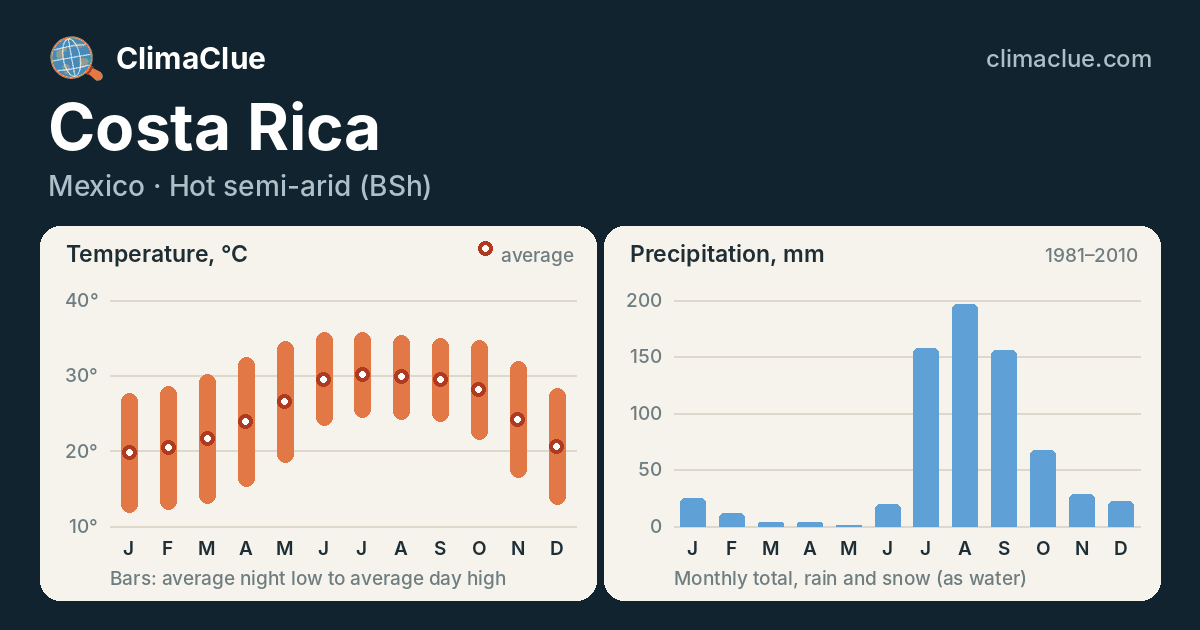 ClimaClue
climaclue.com
Costa Rica
Mexico · Hot semi-arid (BSh)
Temperature, °C
average
40°
30°
20°
10°
J F M A M J J A S O N D
Bars: average night low to average day high
Precipitation, mm
1981–2010
200
150
100
50
0
J F M A M J J A S O N D
Monthly total, rain and snow (as water)